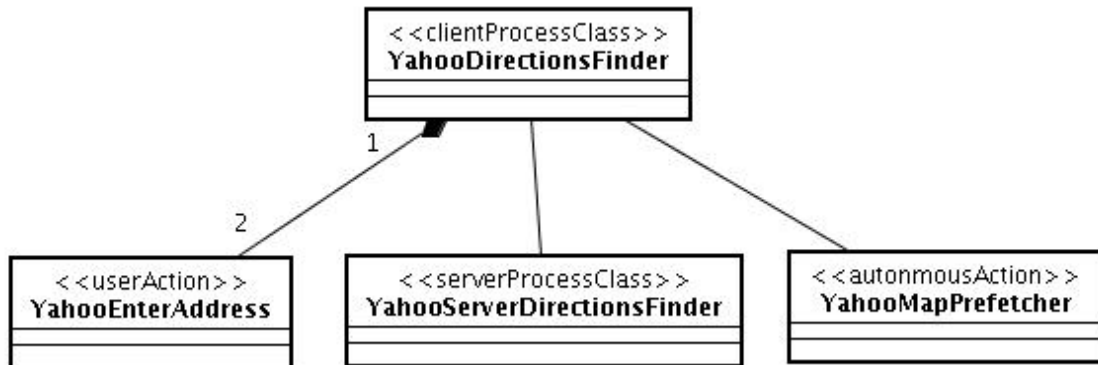 <<clientProcessClass>>
YahooDirectionsFinder
1
2
<<userAction>>
YahooEnterAddress
<<serverProcessClass>>
YahooServerDirectionsFinder
<<autonmousAction>>
YahooMapPrefetcher